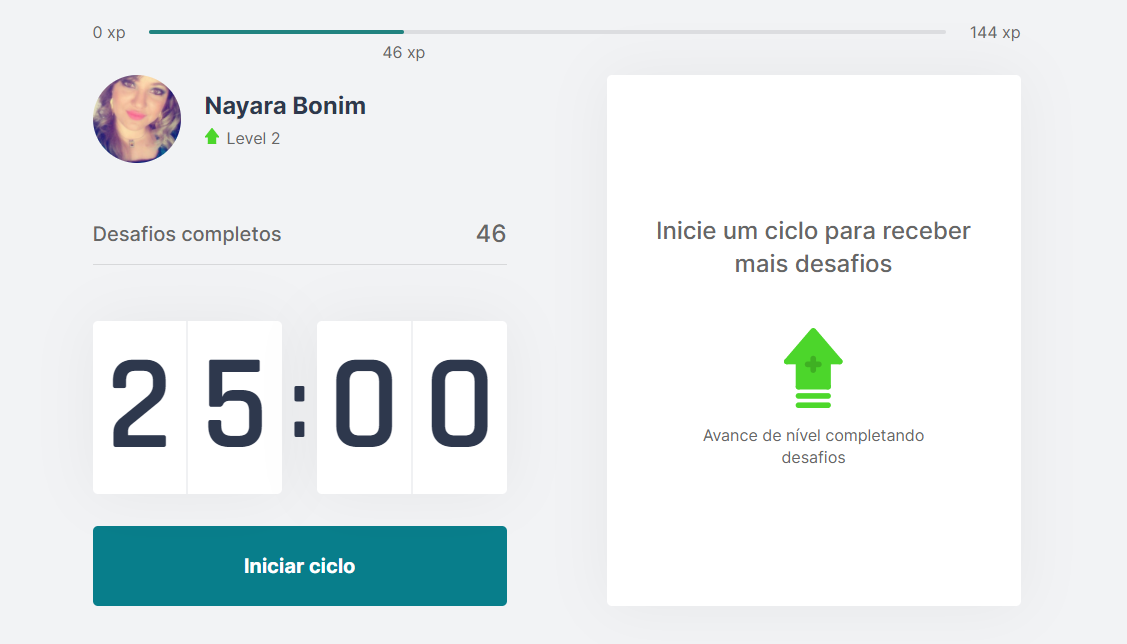 0 xp
144 xp
46 xp
Nayara Bonim
Level 2
Desafios completos 46
25:00
Iniciar ciclo
Inicie um ciclo para receber
mais desafios
Avance de nível completando
desafios